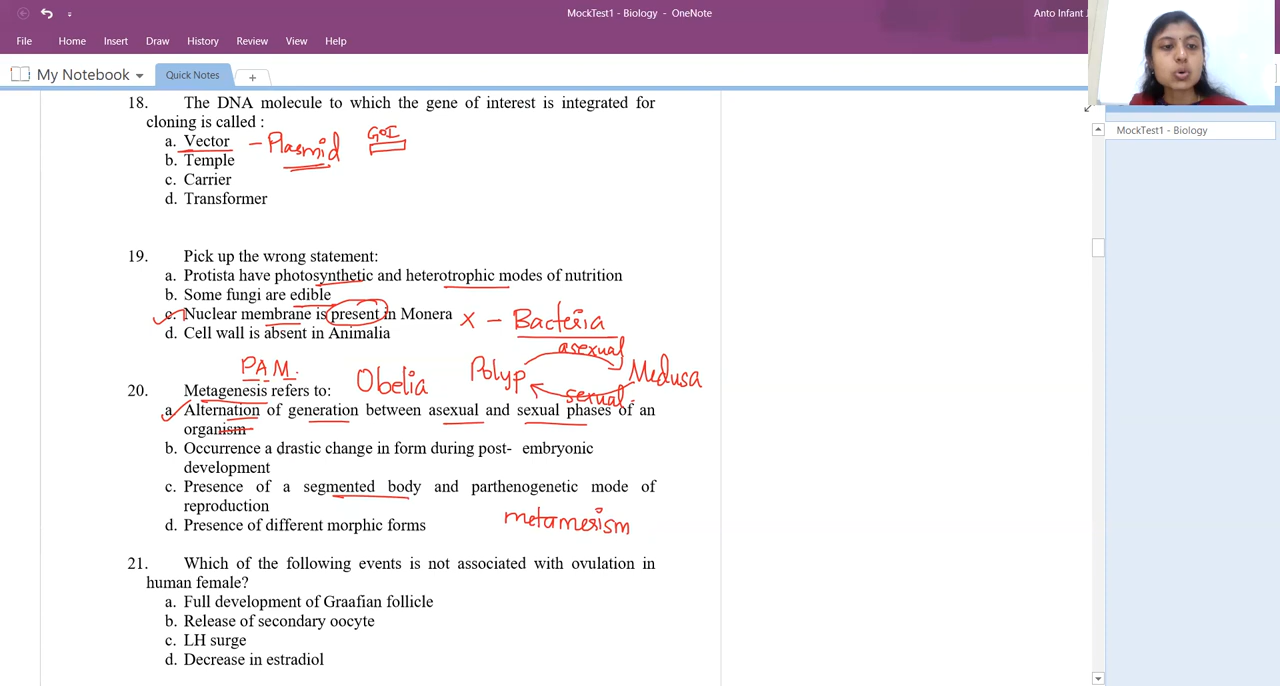 MockTest1 - Biology - OneNote
Anto Infant J
File Home Insert Draw History Review View Help
My Notebook
Quick Notes
+
MockTest1 - Biology
18. The DNA molecule to which the gene of interest is integrated for
cloning is called :
a. Vector - Plasmid GOI
b. Temple
c. Carrier
d. Transformer
19. Pick up the wrong statement:
a. Protista have photosynthetic and heterotrophic modes of nutrition
b. Some fungi are edible
c. Nuclear membrane is present in Monera x - Bacteria
d. Cell wall is absent in Animalia
asexual
P A M. Obelia Polyp Medusa
sexual
20. Metagenesis refers to:
a. Alternation of generation between asexual and sexual phases of an
organism
b. Occurrence a drastic change in form during post- embryonic
development
c. Presence of a segmented body and parthenogenetic mode of
reproduction
d. Presence of different morphic forms
metamerism
21. Which of the following events is not associated with ovulation in
human female?
a. Full development of Graafian follicle
b. Release of secondary oocyte
c. LH surge
d. Decrease in estradiol